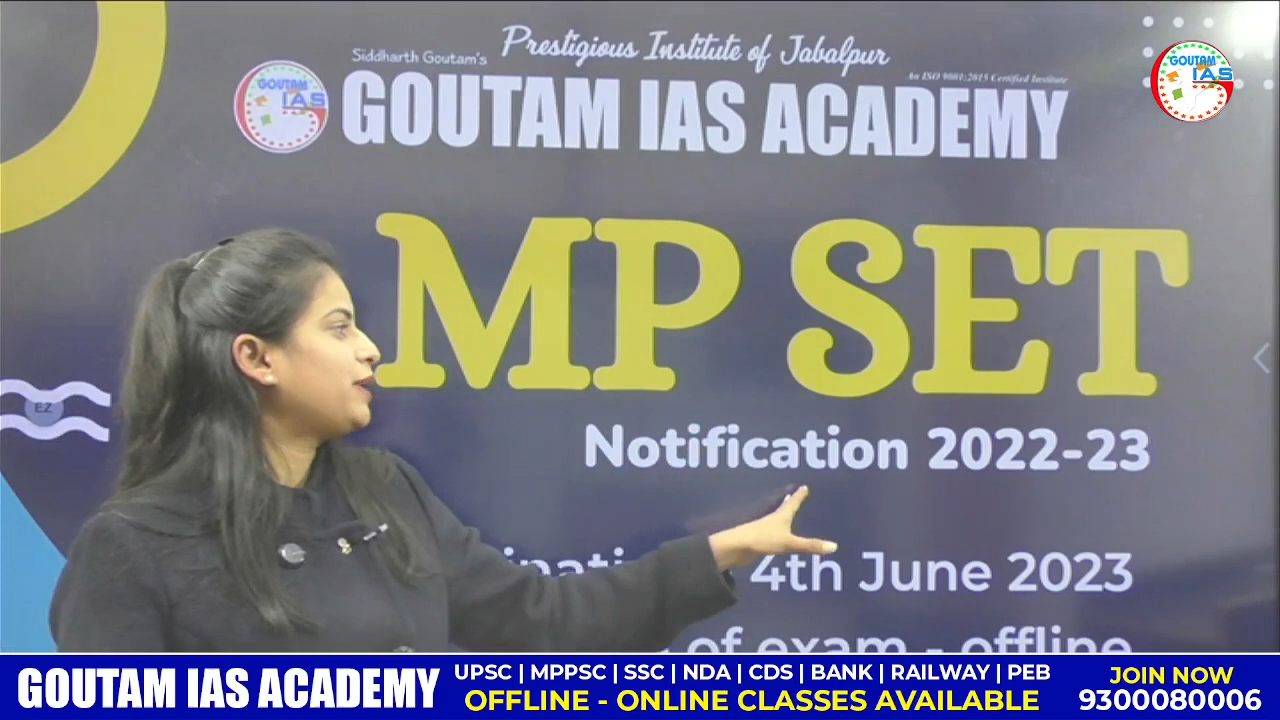 Prestigious Institute of Jabalpur
Siddharth Goutam's
An ISO 9001:2015 Certified Institute
GOUTAM IAS ACADEMY
GOUTAM
IAS
GOUTAM
IAS
MP SET
Notification 2022-23
EZ
4th June 2023
of exam - offline
GOUTAM IAS ACADEMY
UPSC | MPPSC | SSC | NDA | CDS | BANK | RAILWAY | PEB
OFFLINE - ONLINE CLASSES AVAILABLE
JOIN NOW
9300080006